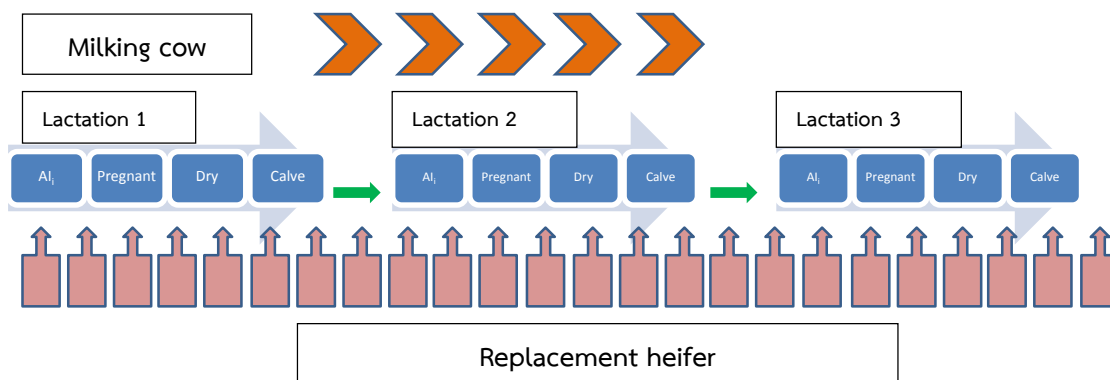 Milking cow
Lactation 1
Lactation 2
Lactation 3
AIᵢ
Pregnant
Dry
Calve
AIᵢ
Pregnant
Dry
Calve
AIᵢ
Pregnant
Dry
Calve
Replacement heifer